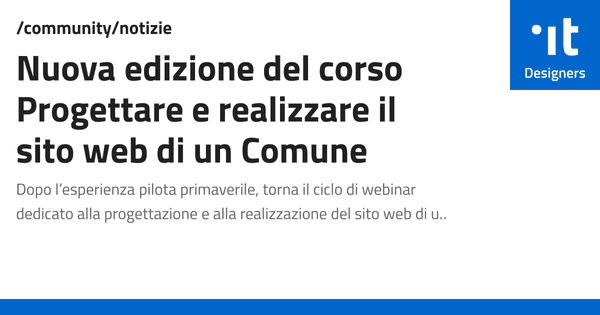 /community/notizie
.it
Designers
Nuova edizione del corso
Progettare e realizzare il
sito web di un Comune
Dopo l’esperienza pilota primaverile, torna il ciclo di webinar
dedicato alla progettazione e alla realizzazione del sito web di u..